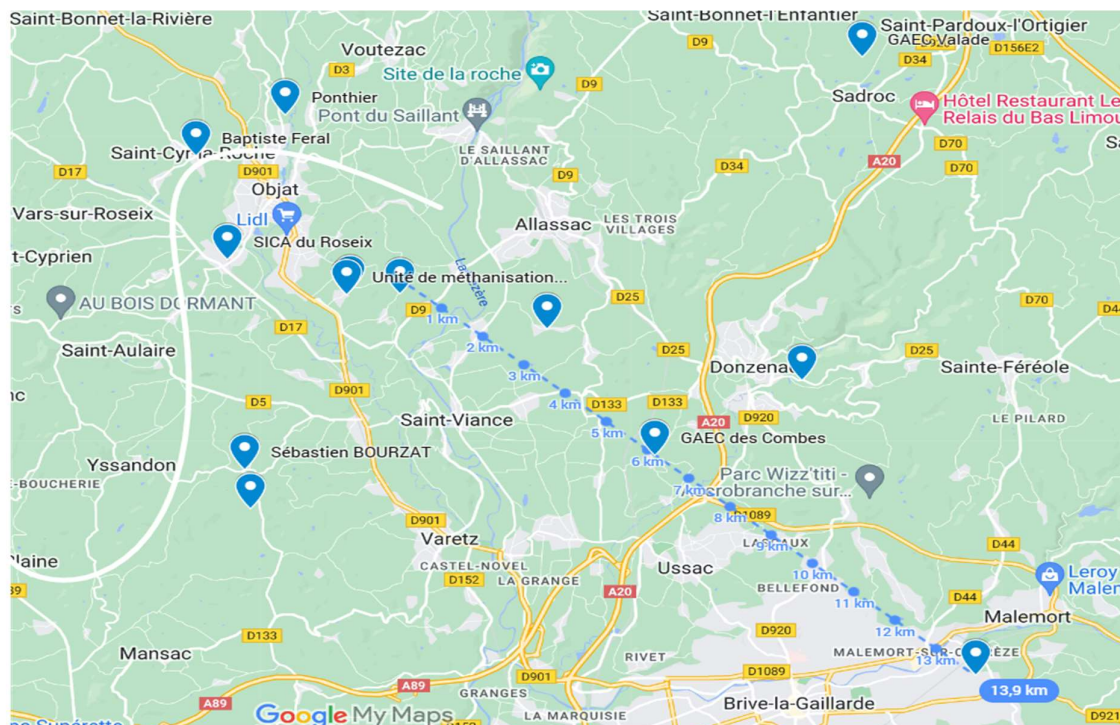 Saint-Bonnet-la-Rivière
Saint-Bonnet-l'Enfantier
Saint-Pardoux-l'Ortigier
GAEC Valade
Voutezac
D9
D156E2
D3
Site de la roche
D34
D9
Ponthier
Pont du Saillant
Sadroc
Hôtel Restaurant Le
Relais du Bas Limou
Baptiste Feral
Saint-Cyr-la-Roche
LE SAILLANT
D'ALLASSAC
D70
D70
A20
D17
D901
D9
D34
Objat
Vars-sur-Roseix
Lidl
Allassac
LES TROIS
VILLAGES
SICA du Roseix
t-Cyprien
Unité de méthanisation...
AU BOIS DORMANT
D25
D70
D44
D9
1 km
D17
2 km
Saint-Aulaire
D25
D25
3 km
Donzenac
Sainte-Féréole
4 km
D901
D5
D133
D133
D920
LE PILARD
Saint-Viance
5 km
A20
GAEC des Combes
Sébastien BOURZAT
6 km
Yssandon
E-BOUCHERIE
7 km
Parc Wizz'titi -
Acrobranche sur...
8 km
D1089
D901
Varetz
9 km
D44
laine
CASTEL-NOVEL
D152
LA GRANGE
Ussac
10 km
A20
BELLEFOND
Leroy
Malem
11 km
D44
Malemort
12 km
D133
D920
Mansac
RIVET
MALEMORT-SUR-CORRÈZE
13 km
D901
D1089
A89
A89
GRANGES
13,9 km
Google My Maps
LA MARQUISIE
Brive-la-Gaillarde